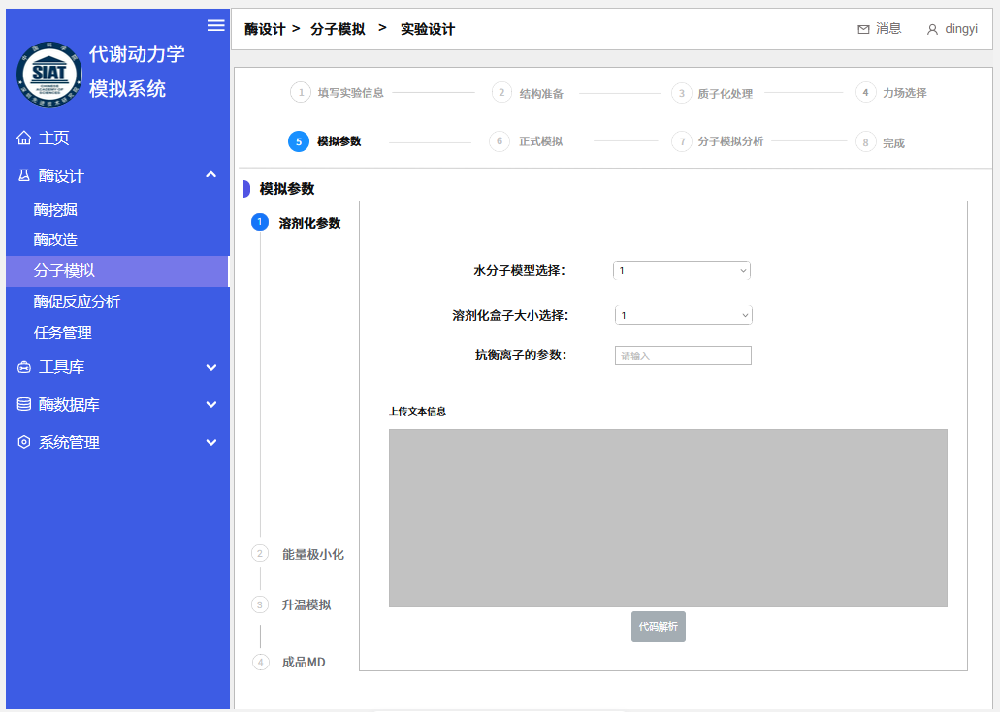 酶设计 > 分子模拟 > 实验设计
消息
dingyi
SIAT
代谢动力学
模拟系统
主页
酶设计
酶挖掘
酶改造
分子模拟
酶促反应分析
任务管理
工具库
酶数据库
系统管理
1 填写实验信息
2 结构准备
3 质子化处理
4 力场选择
5 模拟参数
6 正式模拟
7 分子模拟分析
8 完成
模拟参数
1 溶剂化参数
2 能量极小化
3 升温模拟
4 成品MD
水分子模型选择： 1
溶剂化盒子大小选择： 1
抗衡离子的参数： 请输入
上传文本信息
代码解析